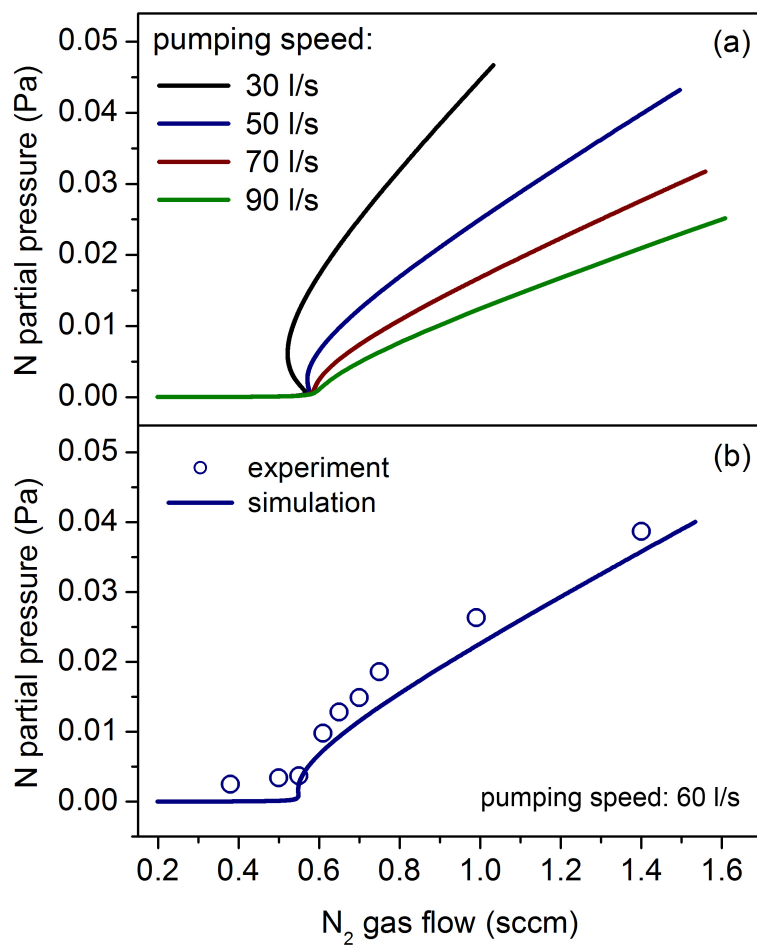 (a)
pumping speed:
30 l/s
50 l/s
70 l/s
90 l/s
N partial pressure (Pa)
0.05
0.04
0.03
0.02
0.01
0.00
(b)
experiment
simulation
pumping speed: 60 l/s
N partial pressure (Pa)
0.05
0.04
0.03
0.02
0.01
0.00
0.2 0.4 0.6 0.8 1.0 1.2 1.4 1.6
N₂ gas flow (sccm)